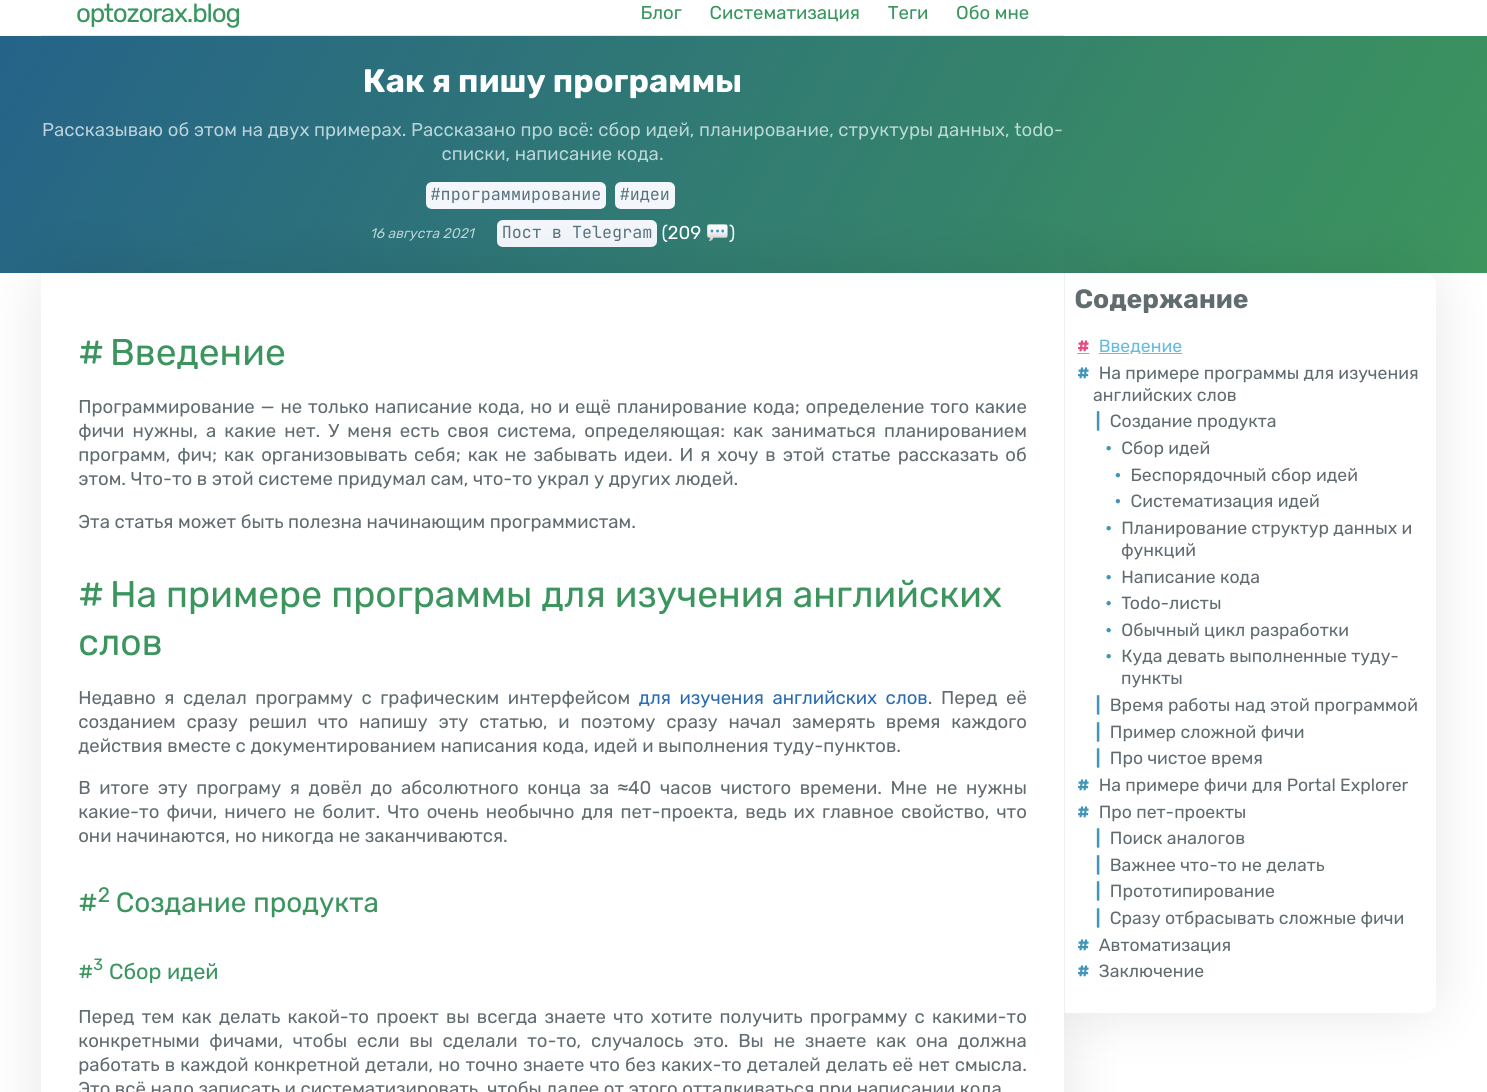 optozorax.blog
Блог Систематизация Теги Обо мне
Как я пишу программы
Рассказываю об этом на двух примерах. Рассказано про всё: сбор идей, планирование, структуры данных, todo-
списки, написание кода.
#программирование #идеи
16 августа 2021 Пост в Telegram (209 💬)
# Введение
Программирование — не только написание кода, но и ещё планирование кода; определение того какие
фичи нужны, а какие нет. У меня есть своя система, определяющая: как заниматься планированием
программ, фич; как организовывать себя; как не забывать идеи. И я хочу в этой статье рассказать об
этом. Что-то в этой системе придумал сам, что-то украл у других людей.
Эта статья может быть полезна начинающим программистам.
# На примере программы для изучения английских
слов
Недавно я сделал программу с графическим интерфейсом для изучения английских слов. Перед её
созданием сразу решил что напишу эту статью, и поэтому сразу начал замерять время каждого
действия вместе с документированием написания кода, идей и выполнения туду-пунктов.
В итоге эту програму я довёл до абсолютного конца за ≈40 часов чистого времени. Мне не нужны
какие-то фичи, ничего не болит. Что очень необычно для пет-проекта, ведь их главное свойство, что
они начинаются, но никогда не заканчиваются.
#2 Создание продукта
#3 Сбор идей
Перед тем как делать какой-то проект вы всегда знаете что хотите получить программу с какими-то
конкретными фичами, чтобы если вы сделали то-то, случалось это. Вы не знаете как она должна
работать в каждой конкретной детали, но точно знаете что без каких-то деталей делать её нет смысла.
Это всё надо записать и систематизировать, чтобы далее от этого отталкиваться при написании кода.
Содержание
# Введение
# На примере программы для изучения
английских слов
Создание продукта
• Сбор идей
• Беспорядочный сбор идей
• Систематизация идей
• Планирование структур данных и
функций
• Написание кода
• Todo-листы
• Обычный цикл разработки
• Куда девать выполненные туду-
пункты
Время работы над этой программой
Пример сложной фичи
Про чистое время
# На примере фичи для Portal Explorer
# Про пет-проекты
Поиск аналогов
Важнее что-то не делать
Прототипирование
Сразу отбрасывать сложные фичи
# Автоматизация
# Заключение